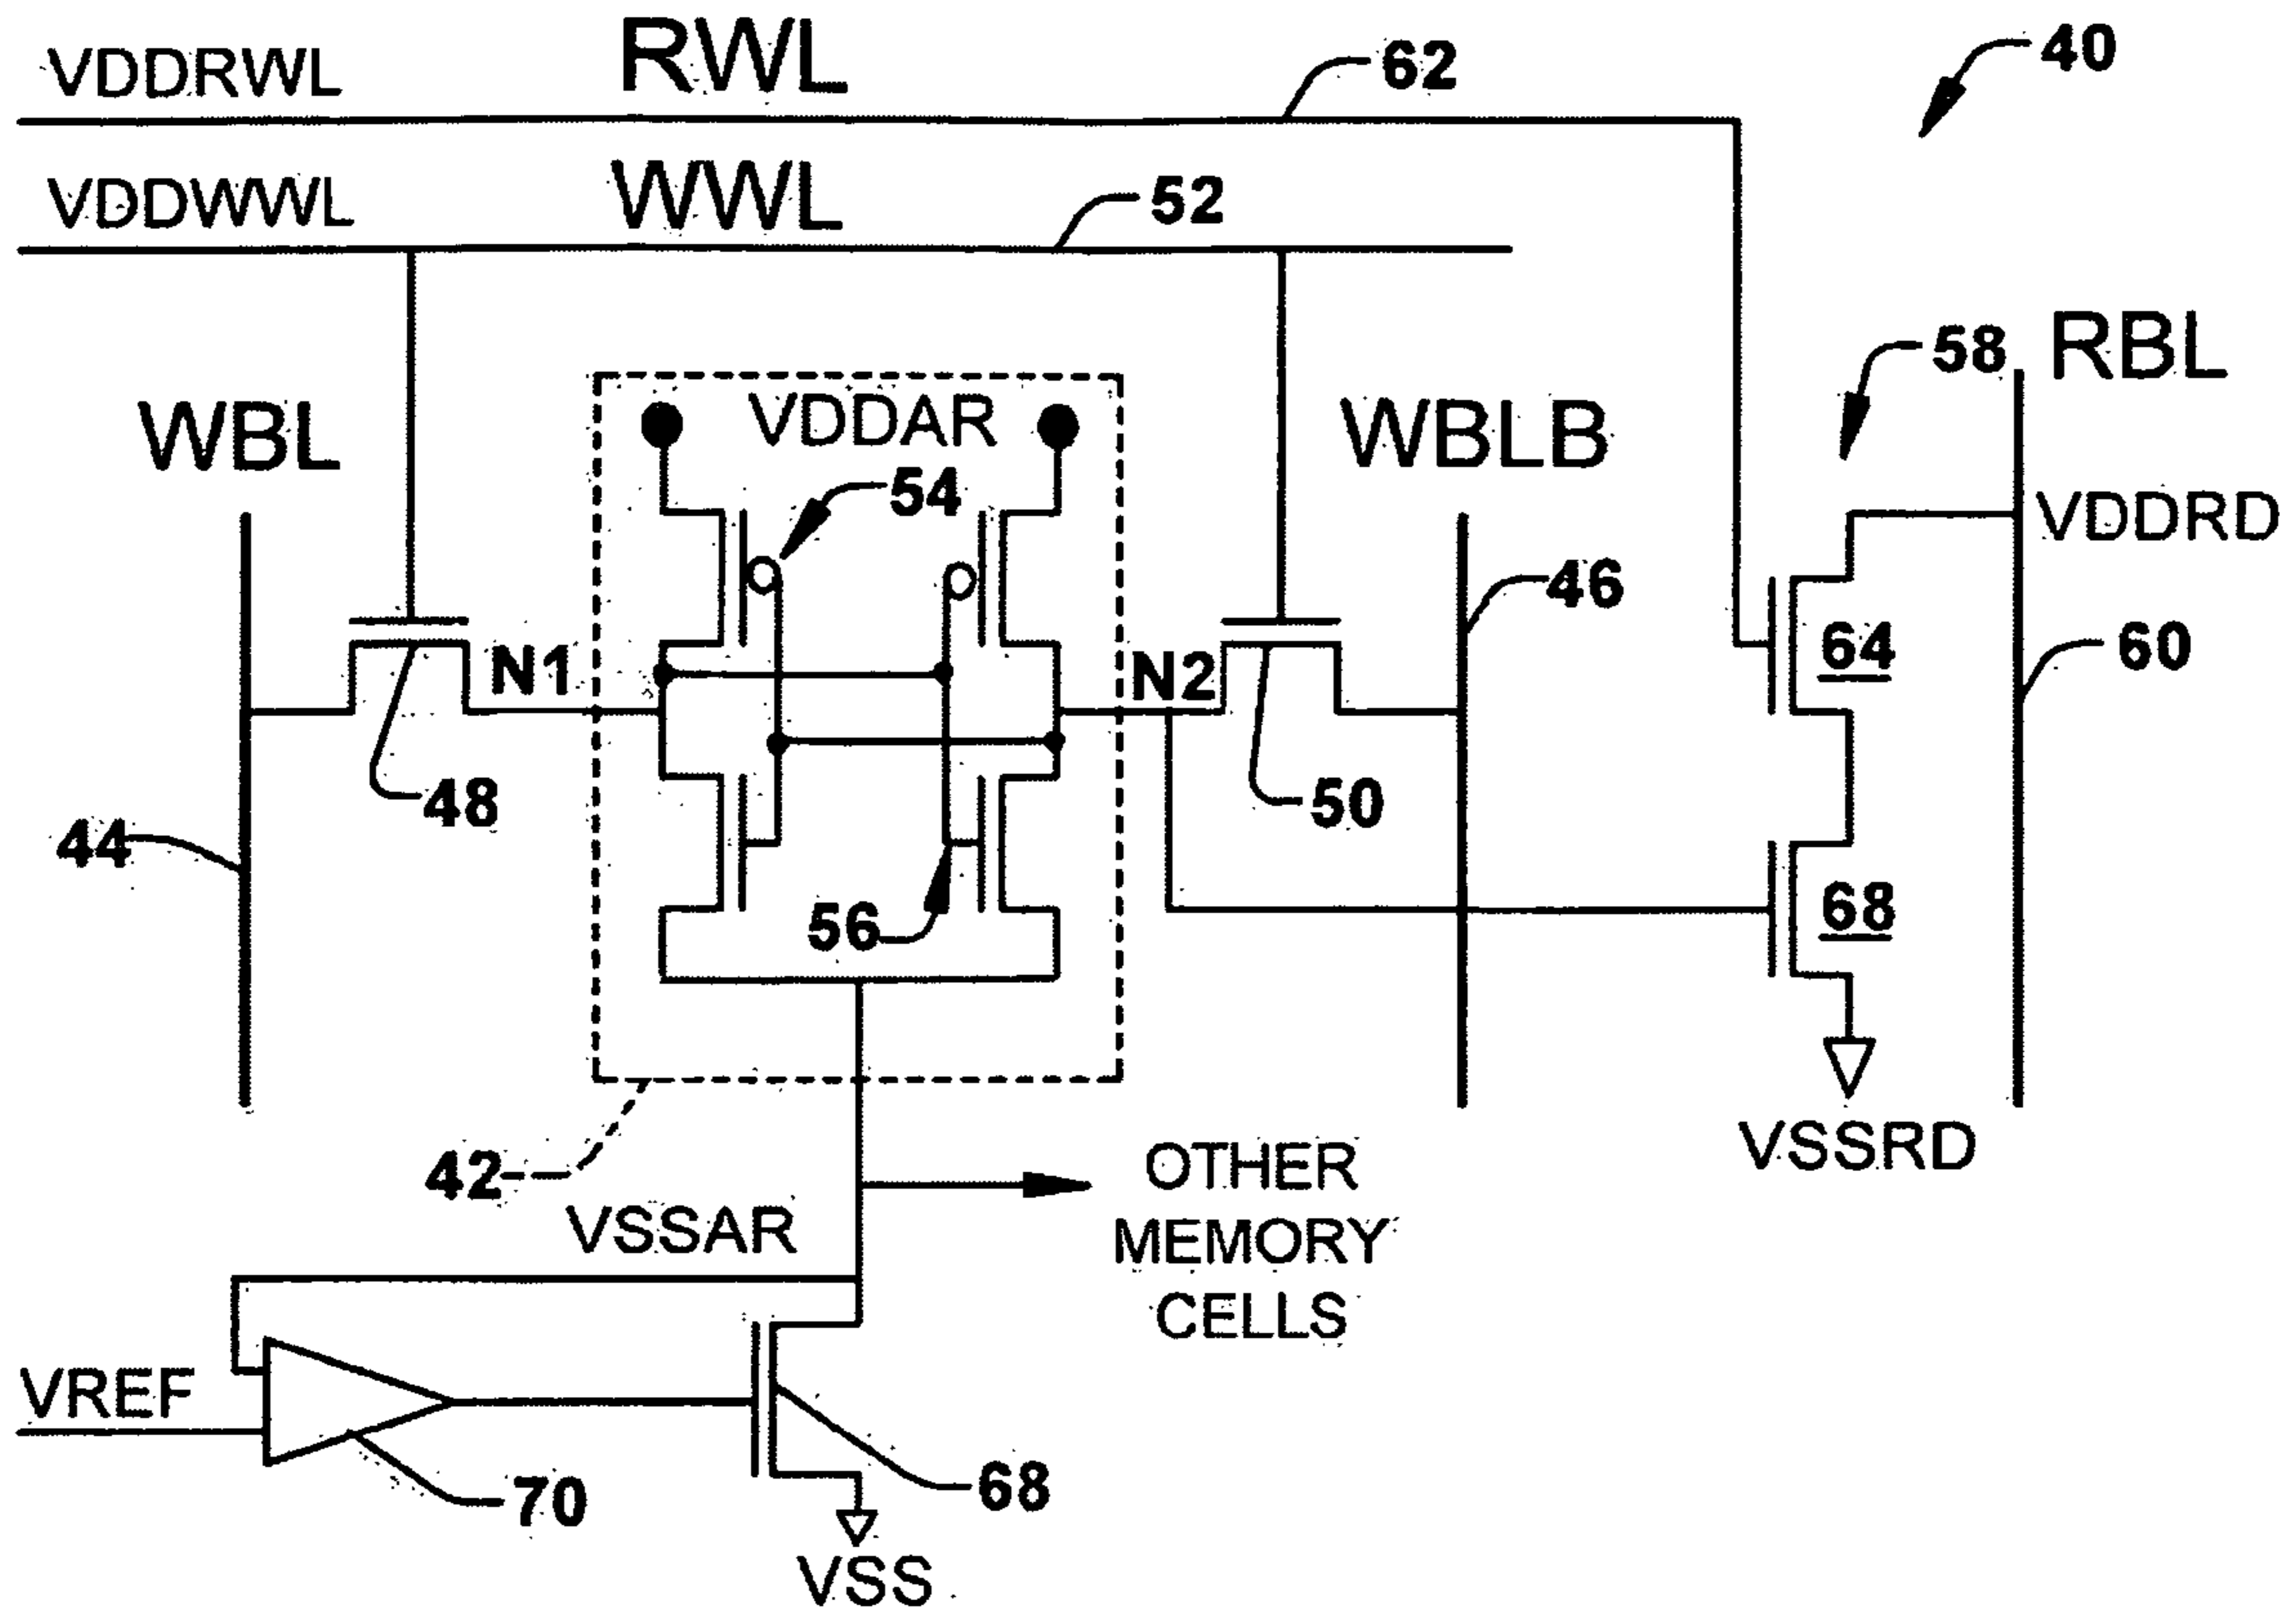 RWL
62
40
VDDRWL
WWL
52
VDDWWL
58
RBL
WBL
VDDAR
WBLB
54
VDDRD
46
N1
N2
64
60
48
50
44
56
68
42
VSSAR
OTHER
MEMORY
CELLS
VSSRD
VREF
70
68
VSS